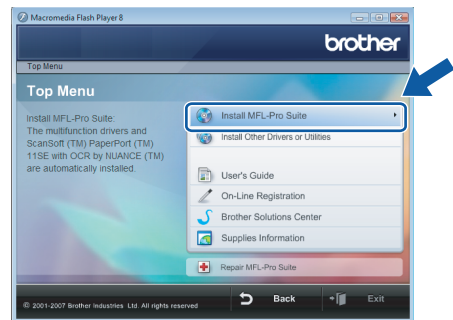 Macromedia Flash Player 8
brother
Top Menu
Top Menu
Install MFL-Pro Suite:
The multifunction drivers and
ScanSoft (TM) PaperPort (TM)
11SE with OCR by NUANCE (TM)
are automatically installed.
Install MFL-Pro Suite
Install Other Drivers or Utilities
User's Guide
On-Line Registration
Brother Solutions Center
Supplies Information
Repair MFL-Pro Suite
© 2001-2007 Brother Industries Ltd. All rights reserved
Back
Exit